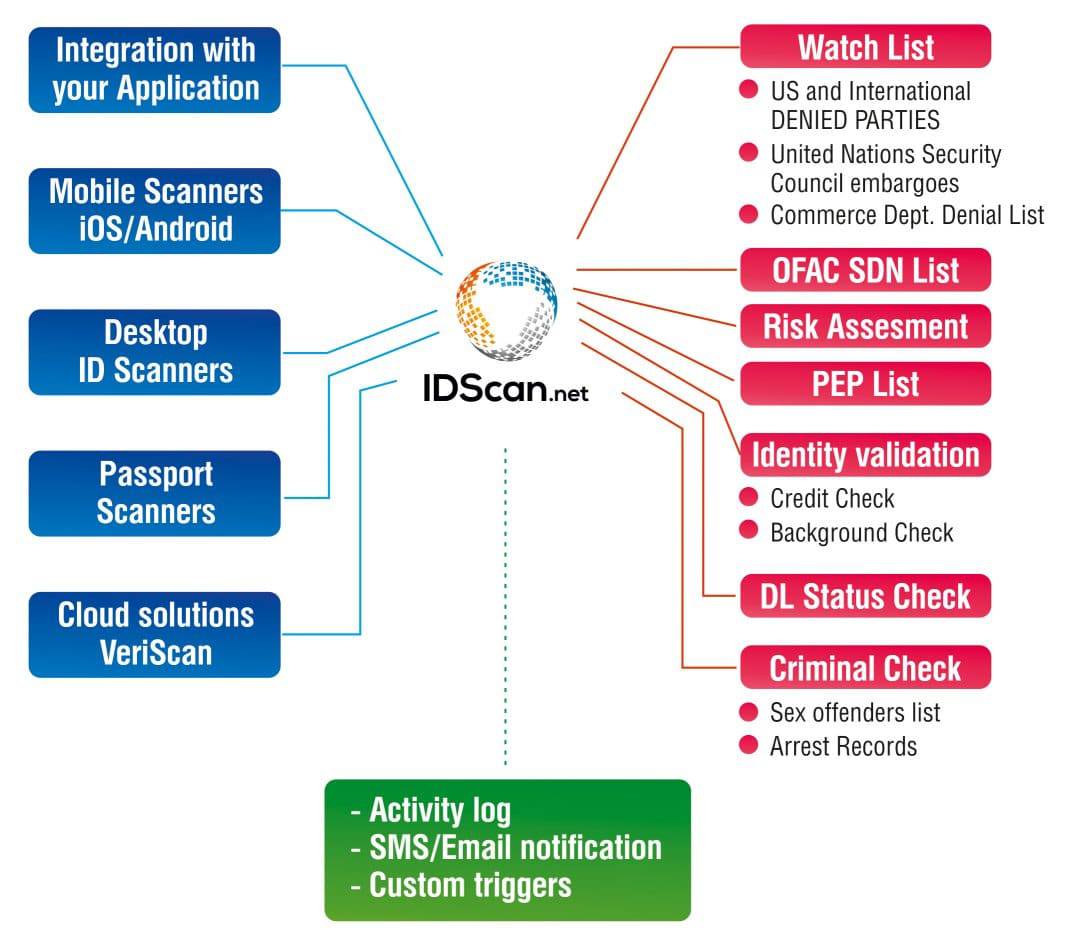 Integration with
your Application
Mobile Scanners
iOS/Android
Desktop
ID Scanners
Passport
Scanners
Cloud solutions
VeriScan
IDScan.net
Watch List
US and International
DENIED PARTIES
United Nations Security
Council embargoes
Commerce Dept. Denial List
OFAC SDN List
Risk Assesment
PEP List
Identity validation
Credit Check
Background Check
DL Status Check
Criminal Check
Sex offenders list
Arrest Records
- Activity log
- SMS/Email notification
- Custom triggers